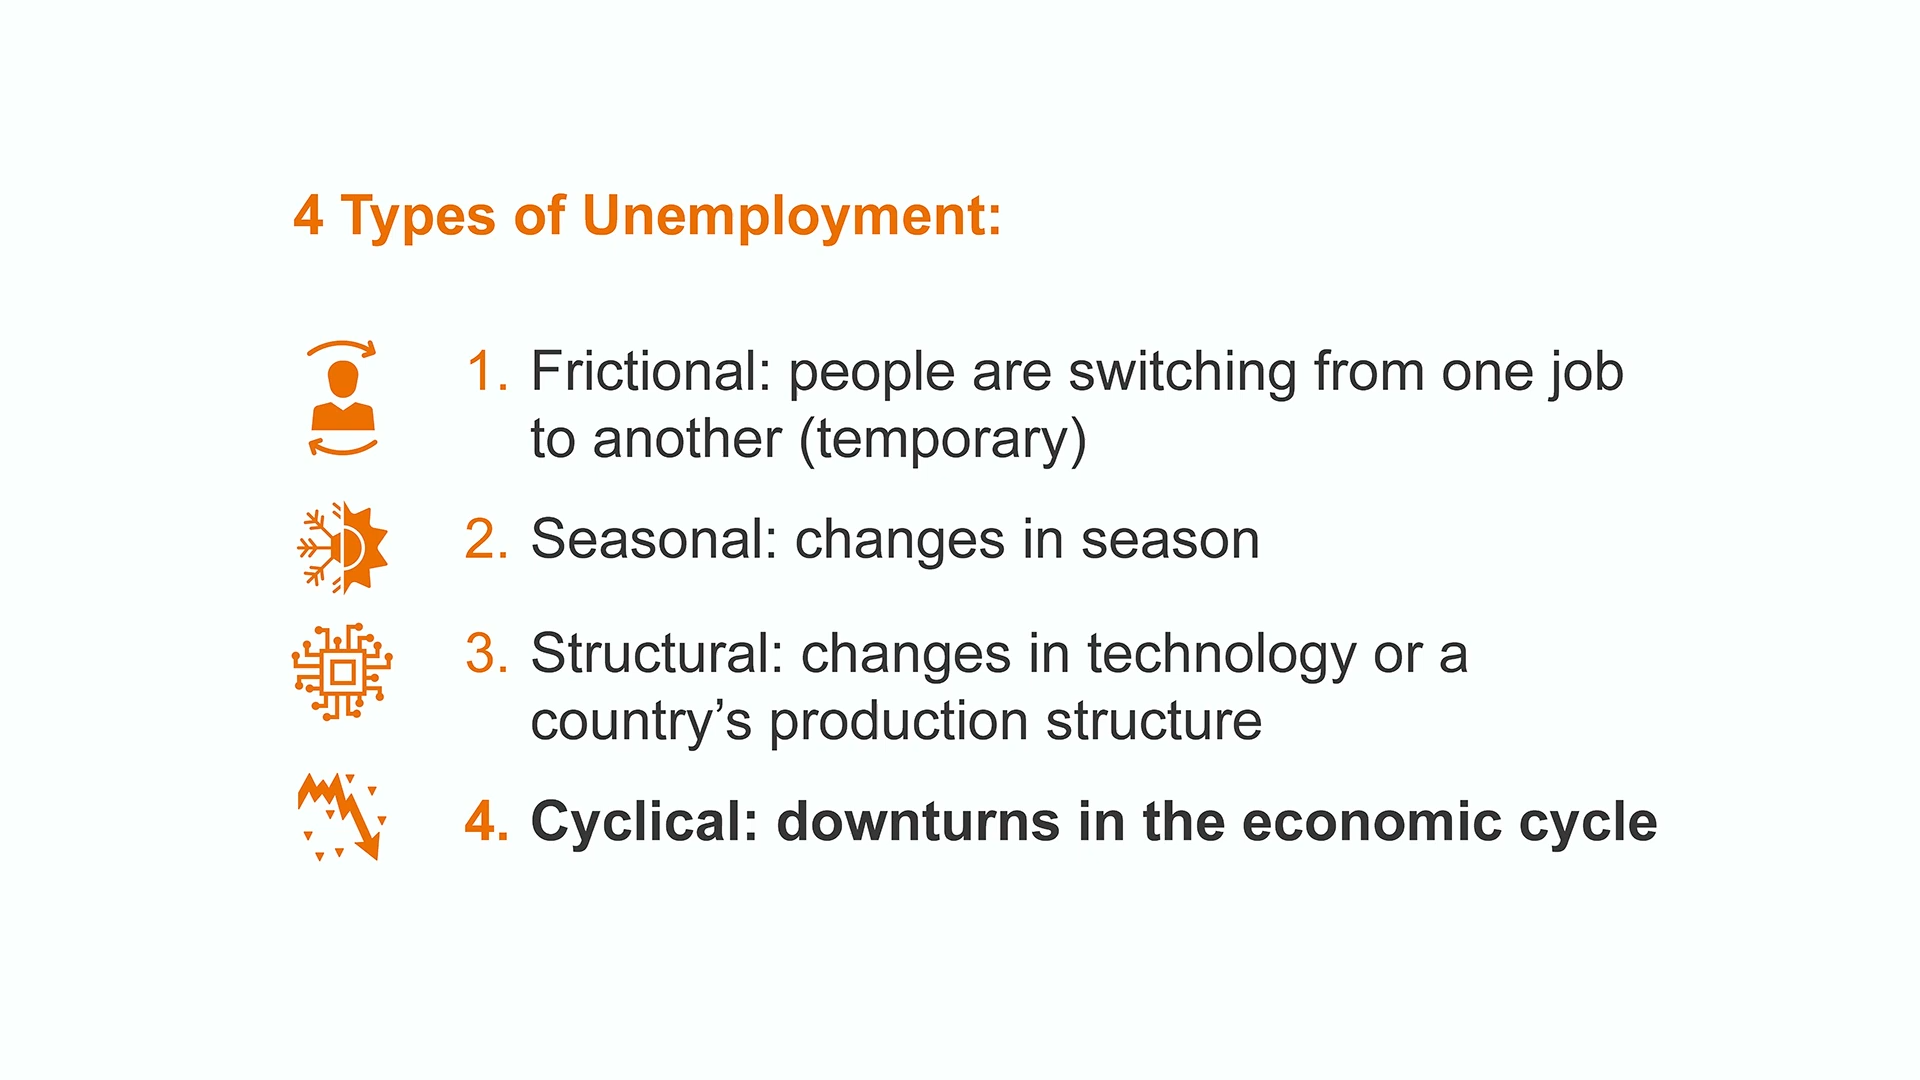 4 Types of Unemployment:
1. Frictional: people are switching from one job
to another (temporary)
2. Seasonal: changes in season
3. Structural: changes in technology or a
country’s production structure
4. Cyclical: downturns in the economic cycle